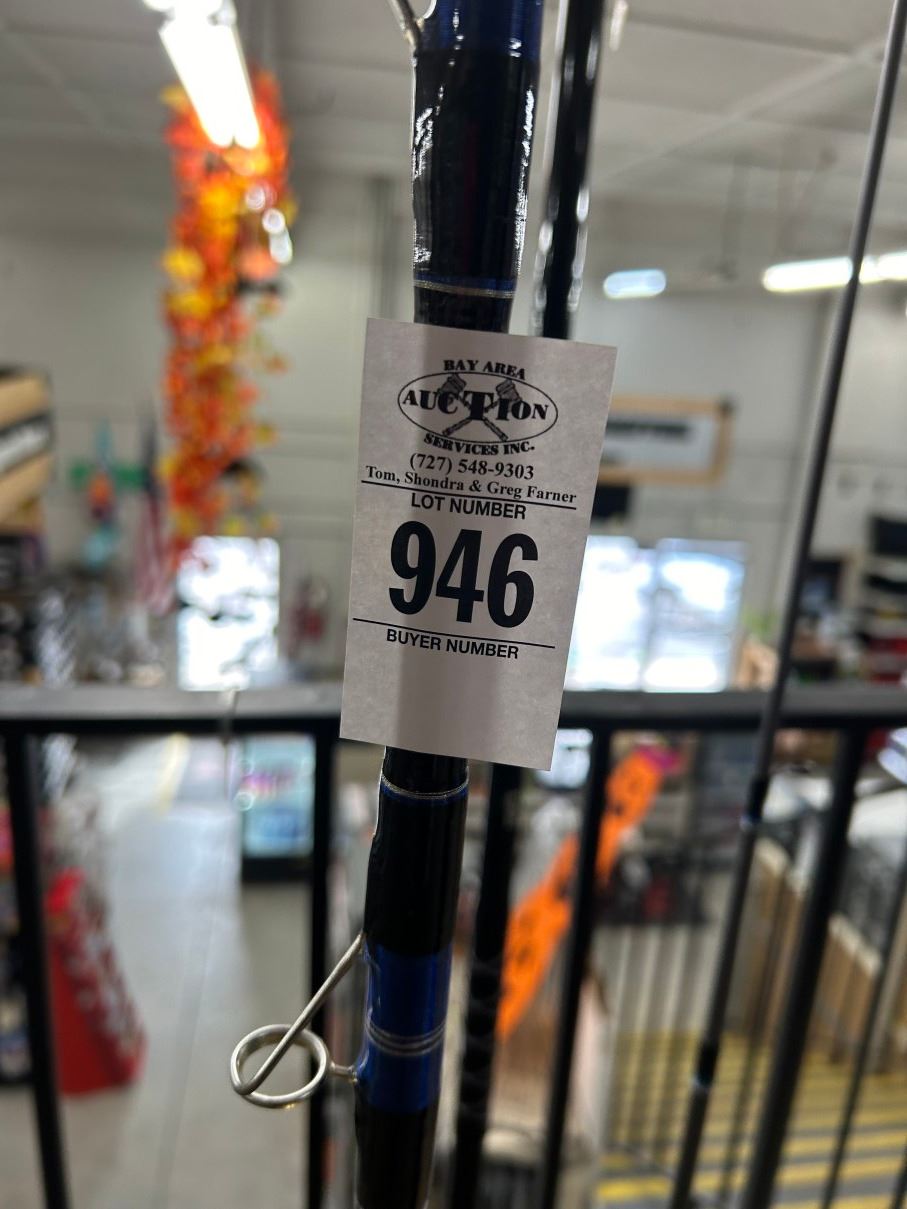 BAY AREA
AUCTION
SERVICES INC.
(727) 548-9303
Tom, Shondra & Greg Farner
LOT NUMBER
946
BUYER NUMBER